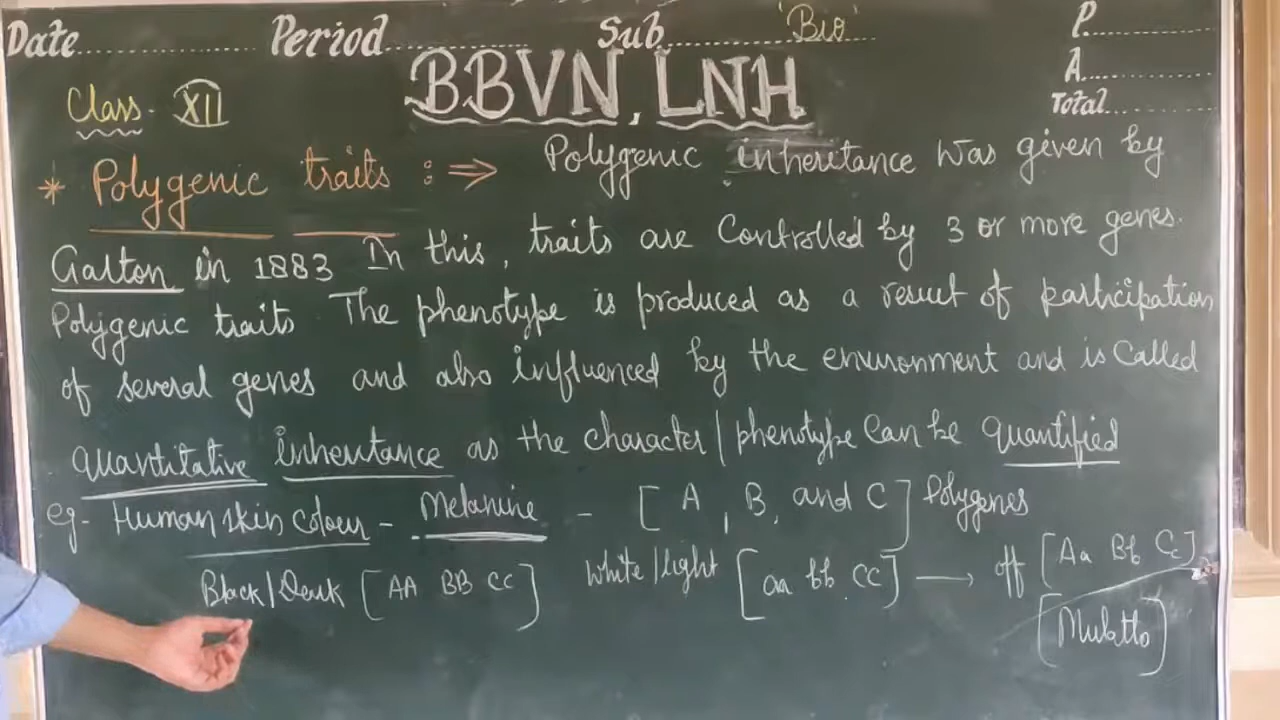 Date.................... Period.................... Sub........'Bio'........ P...............
A...............
Total...............
BBVN, LNH
Class - XII
* Polygenic traits : ⇒ Polygenic inheritance was given by
Galton in 1883 In this, traits are Controlled by 3 or more genes.
Polygenic traits The phenotype is produced as a result of participation
of several genes and also influenced by the environment and is Called
quantitative inheritance as the character/phenotype can be quantified
eg- Human skin colour - Melanine - [A, B, and C] Polygenes
Black/Dark [AA BB CC] white/light [aa bb cc] → off [Aa Bb Cc]
[Mulatto]